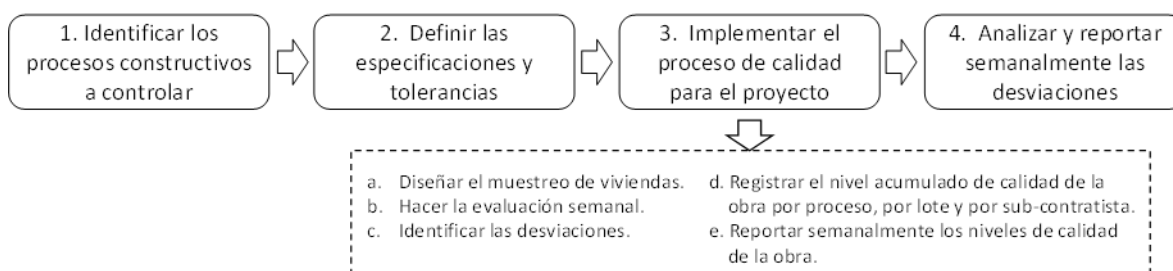 1. Identificar los
procesos constructivos
a controlar
2. Definir las
especificaciones y
tolerancias
3. Implementar el
proceso de calidad
para el proyecto
4. Analizar y reportar
semanalmente las
desviaciones
a. Diseñar el muestreo de viviendas.
b. Hacer la evaluación semanal.
c. Identificar las desviaciones.
d. Registrar el nivel acumulado de calidad de la
obra por proceso, por lote y por sub-contratista.
e. Reportar semanalmente los niveles de calidad
de la obra.